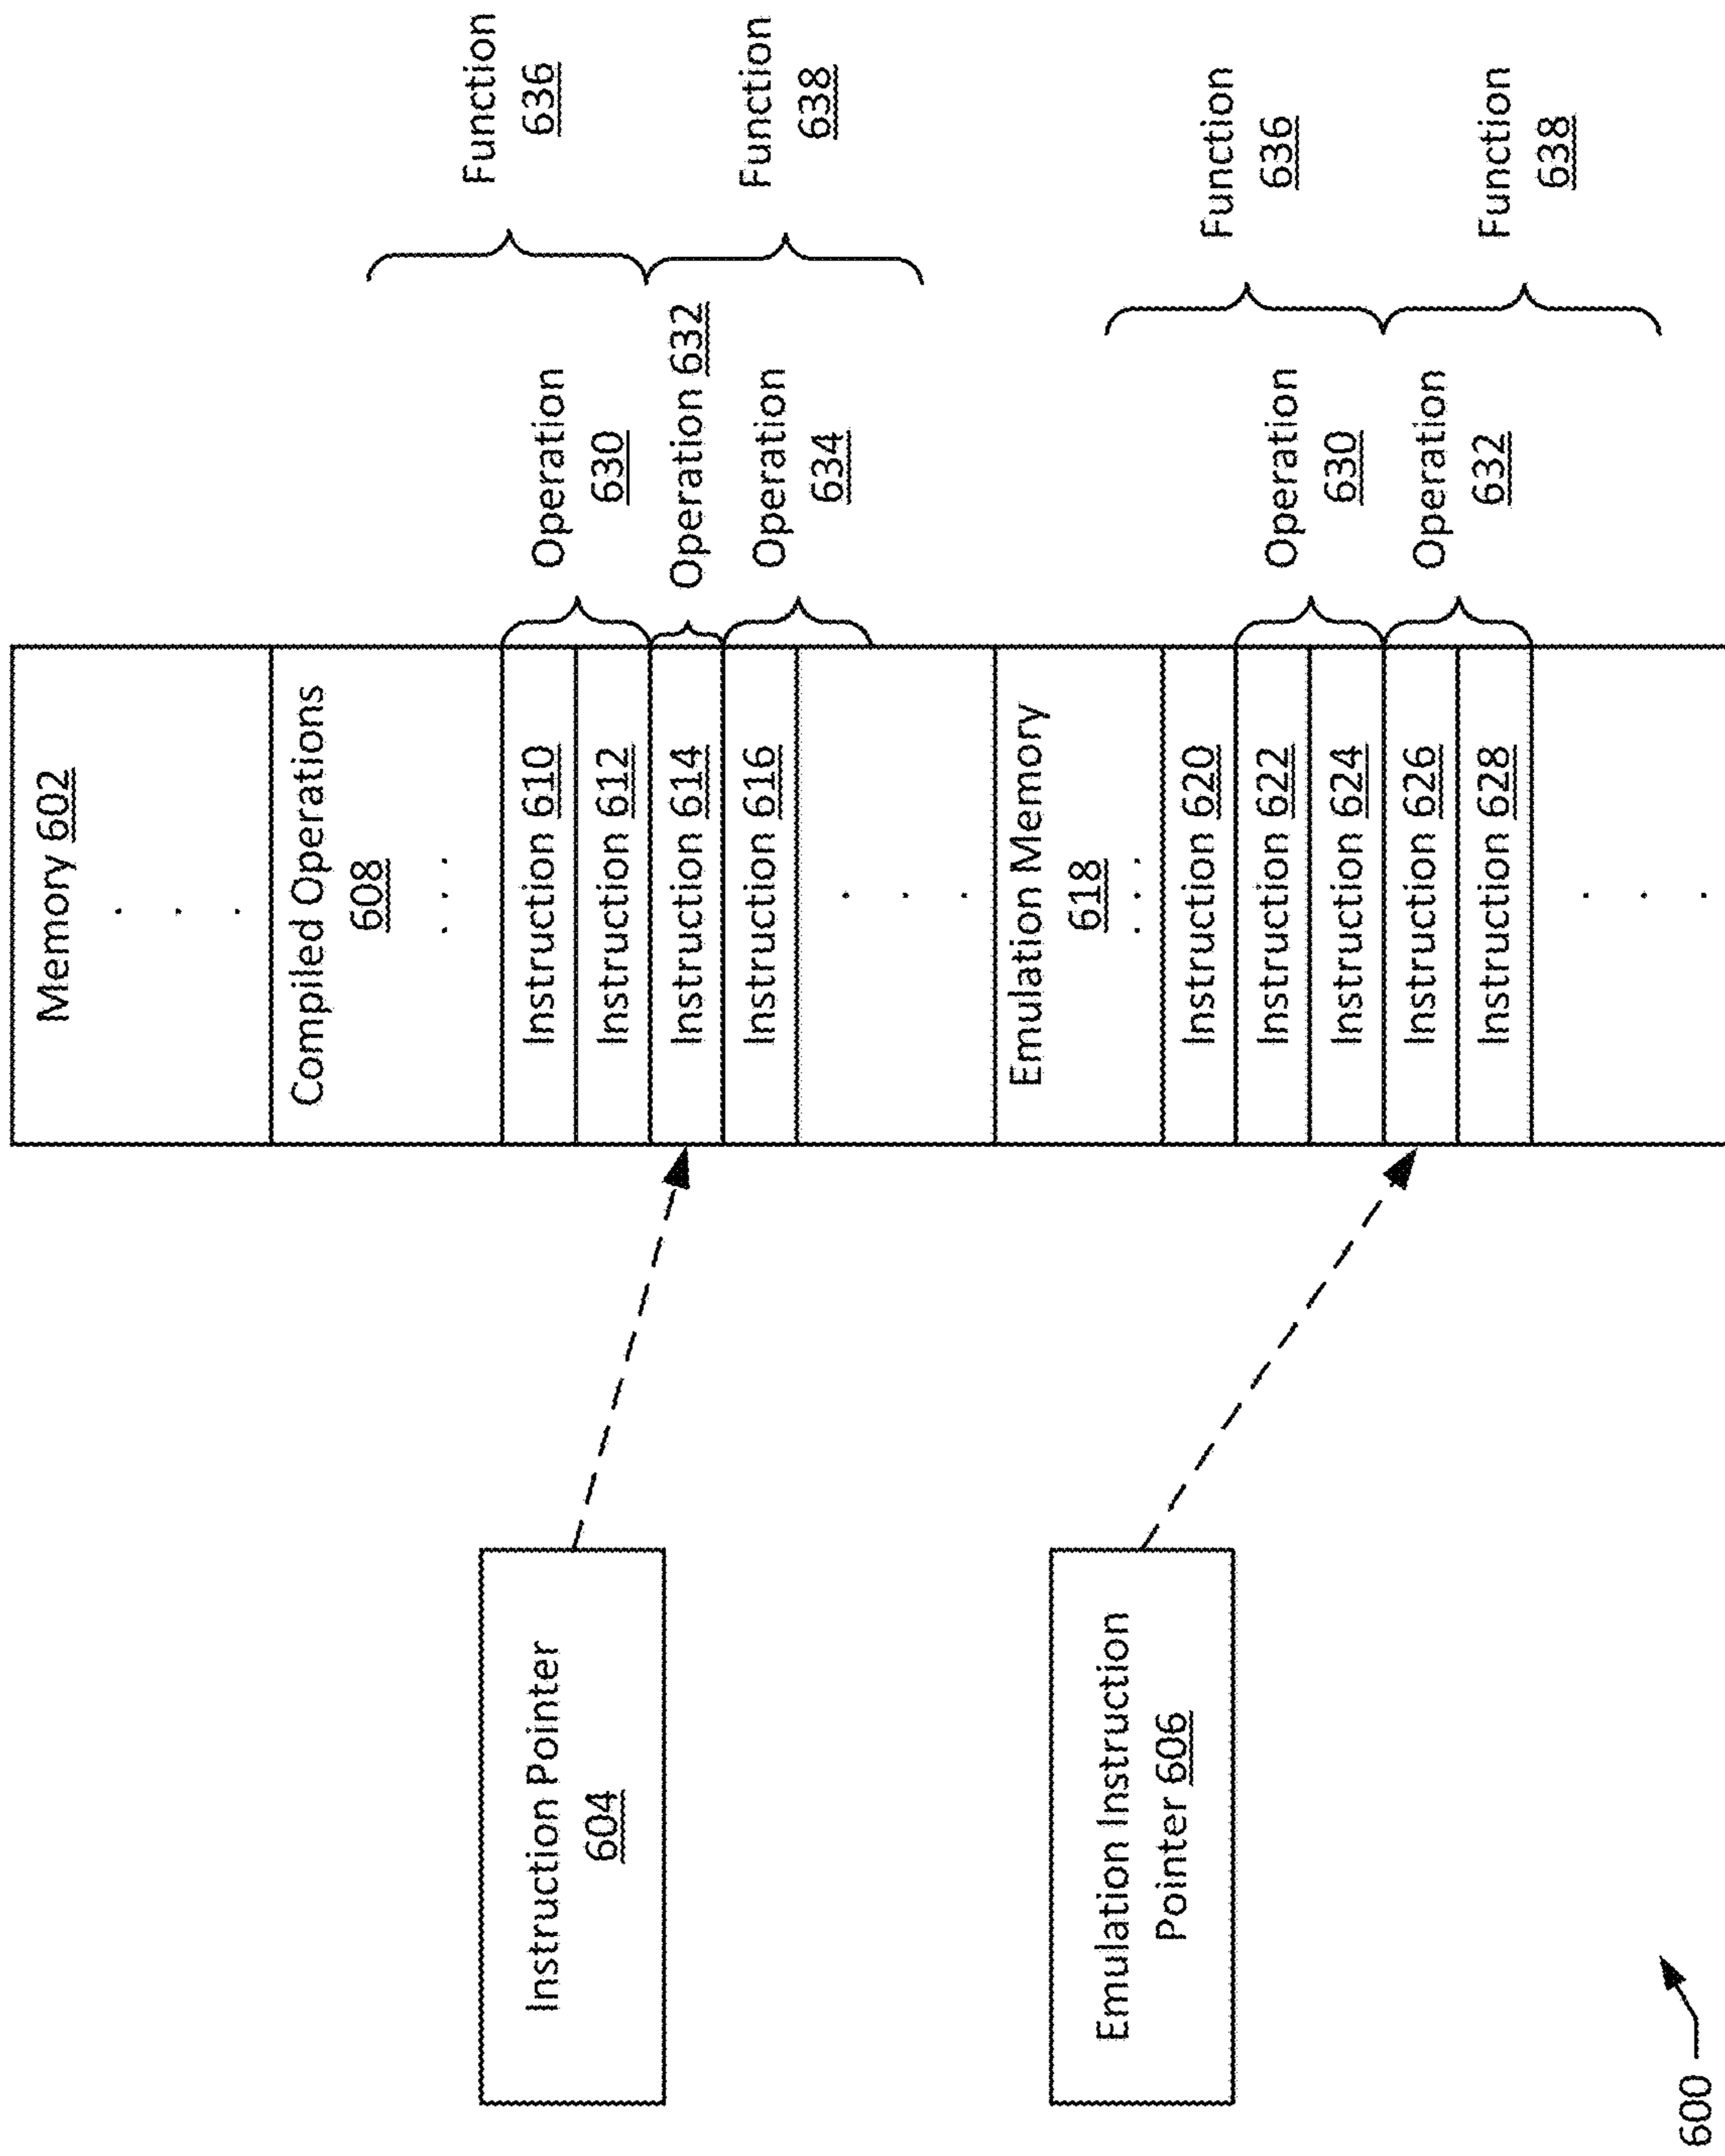 Memory 602
. . .
Compiled Operations
608
. . .
Instruction 610
Instruction 612
Instruction 614
Instruction 616
. . .
Emulation Memory
618
. . .
Instruction 620
Instruction 622
Instruction 624
Instruction 626
Instruction 628
. . .
Operation
630
Operation 632
Operation
634
Function
636
Function
638
Operation
630
Operation
632
Function
636
Function
638
Instruction Pointer
604
Emulation Instruction
Pointer 606
600